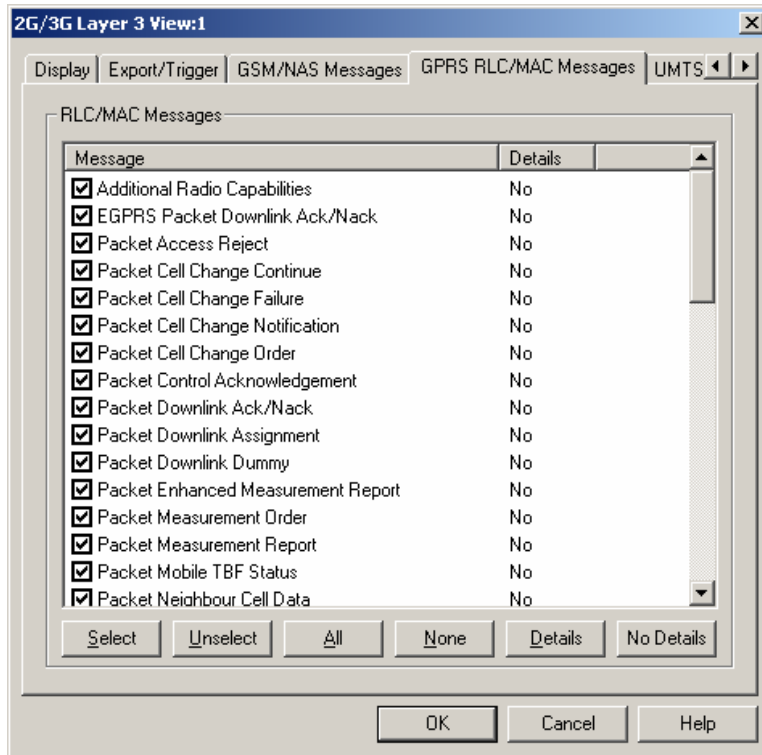 2G/3G Layer 3 View:1
Display Export/Trigger GSM/NAS Messages GPRS RLC/MAC Messages UMTS
RLC/MAC Messages
Message Details
Additional Radio Capabilities No
EGPRS Packet Downlink Ack/Nack No
Packet Access Reject No
Packet Cell Change Continue No
Packet Cell Change Failure No
Packet Cell Change Notification No
Packet Cell Change Order No
Packet Control Acknowledgement No
Packet Downlink Ack/Nack No
Packet Downlink Assignment No
Packet Downlink Dummy No
Packet Enhanced Measurement Report No
Packet Measurement Order No
Packet Measurement Report No
Packet Mobile TBF Status No
Packet Neighbour Cell Data No
Select Unselect All None Details No Details
OK Cancel Help